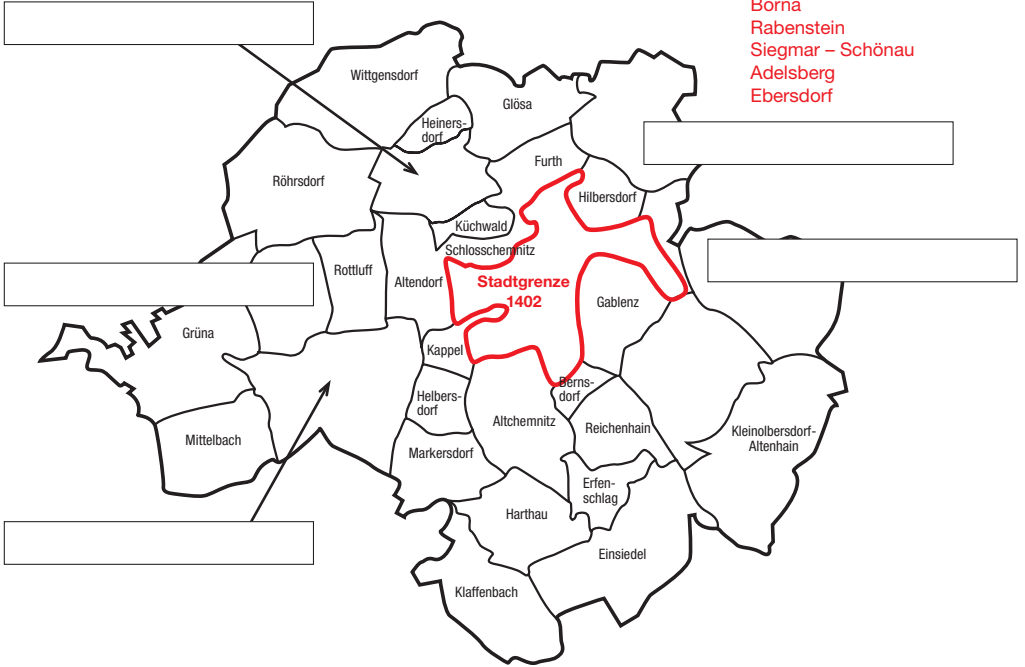 Borna
Rabenstein
Siegmar – Schönau
Adelsberg
Ebersdorf
Wittgensdorf
Glösa
Heiners-
dorf
Furth
Röhrsdorf
Hilbersdorf
Küchwald
Schlosschemnitz
Rottluff
Altendorf
Stadtgrenze
1402
Gablenz
Grüna
Kappel
Berns-
dorf
Helbers-
dorf
Altchemnitz
Reichenhain
Kleinolbersdorf-
Altenhain
Mittelbach
Markersdorf
Erfen-
schlag
Harthau
Einsiedel
Klaffenbach